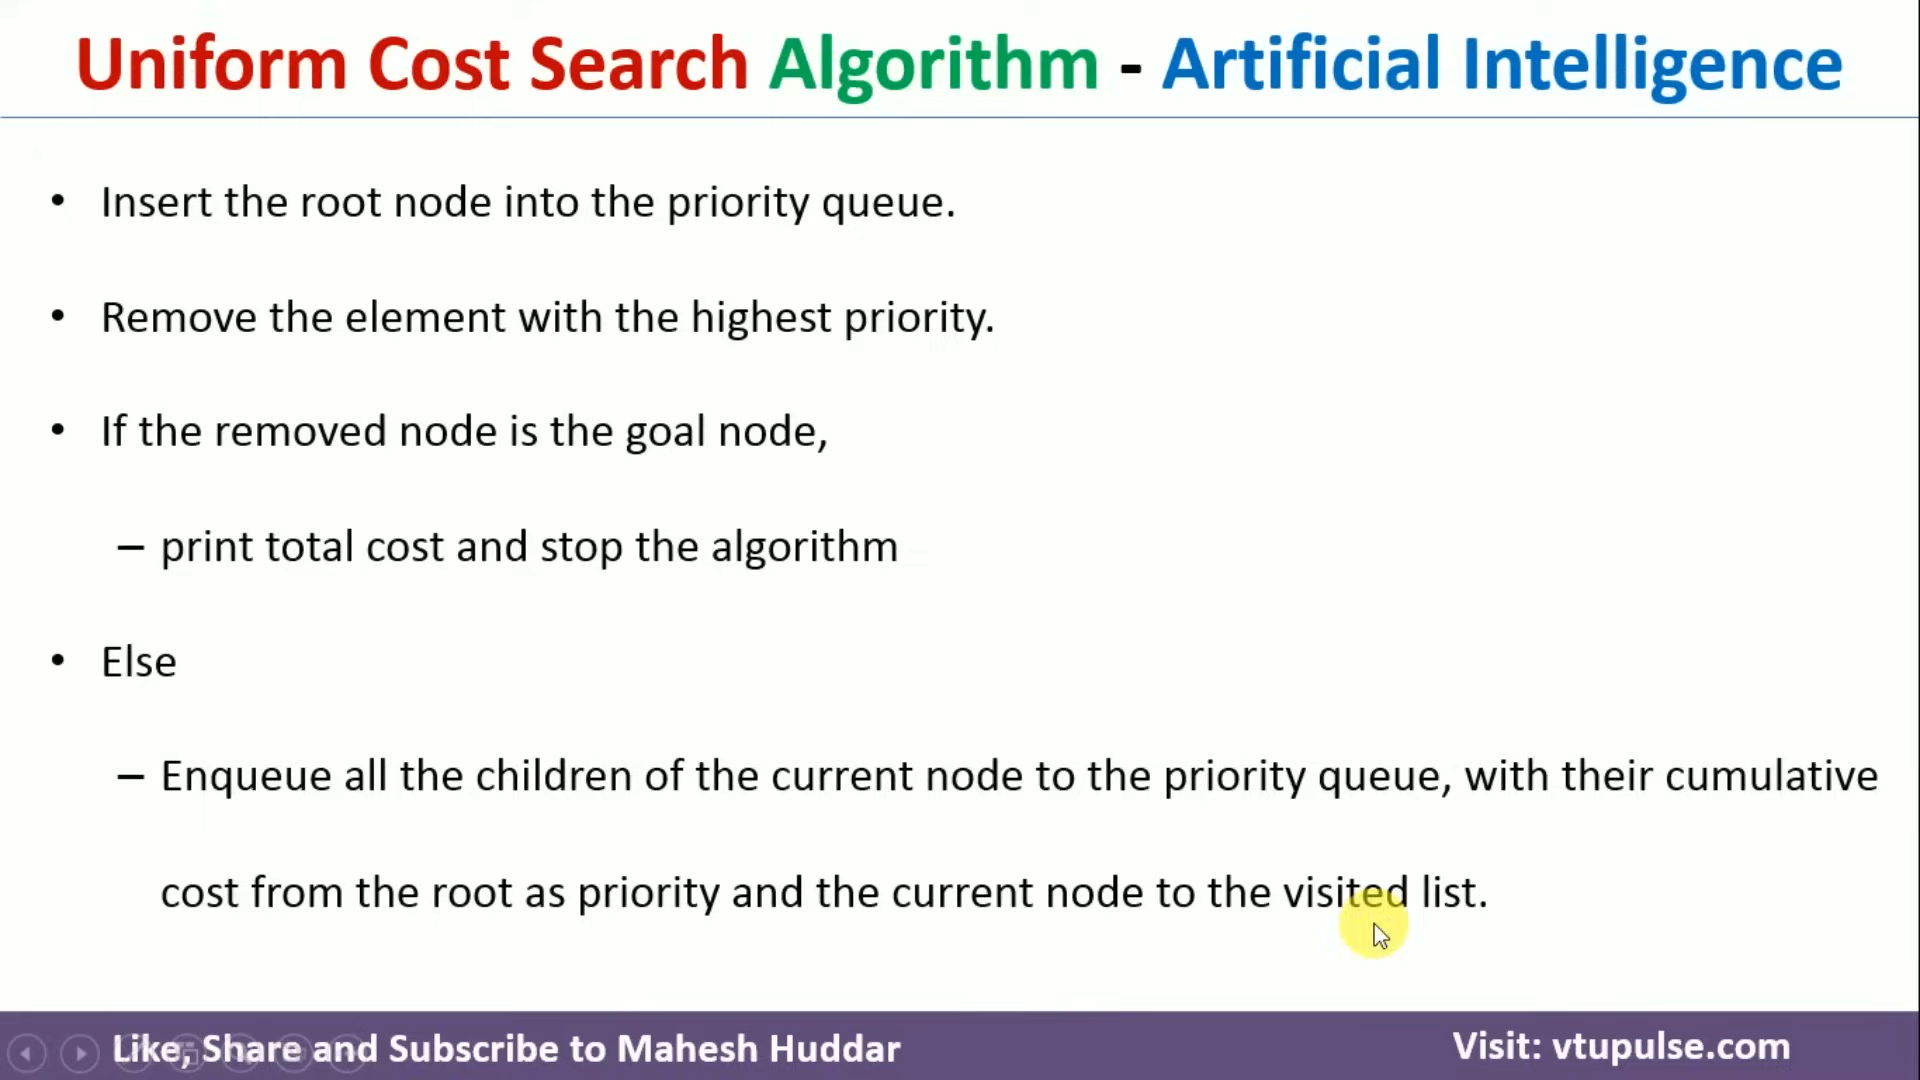 Uniform Cost Search Algorithm - Artificial Intelligence
• Insert the root node into the priority queue.
• Remove the element with the highest priority.
• If the removed node is the goal node,
– print total cost and stop the algorithm
• Else
– Enqueue all the children of the current node to the priority queue, with their cumulative
cost from the root as priority and the current node to the visited list.
Like, Share and Subscribe to Mahesh Huddar
Visit: vtupulse.com